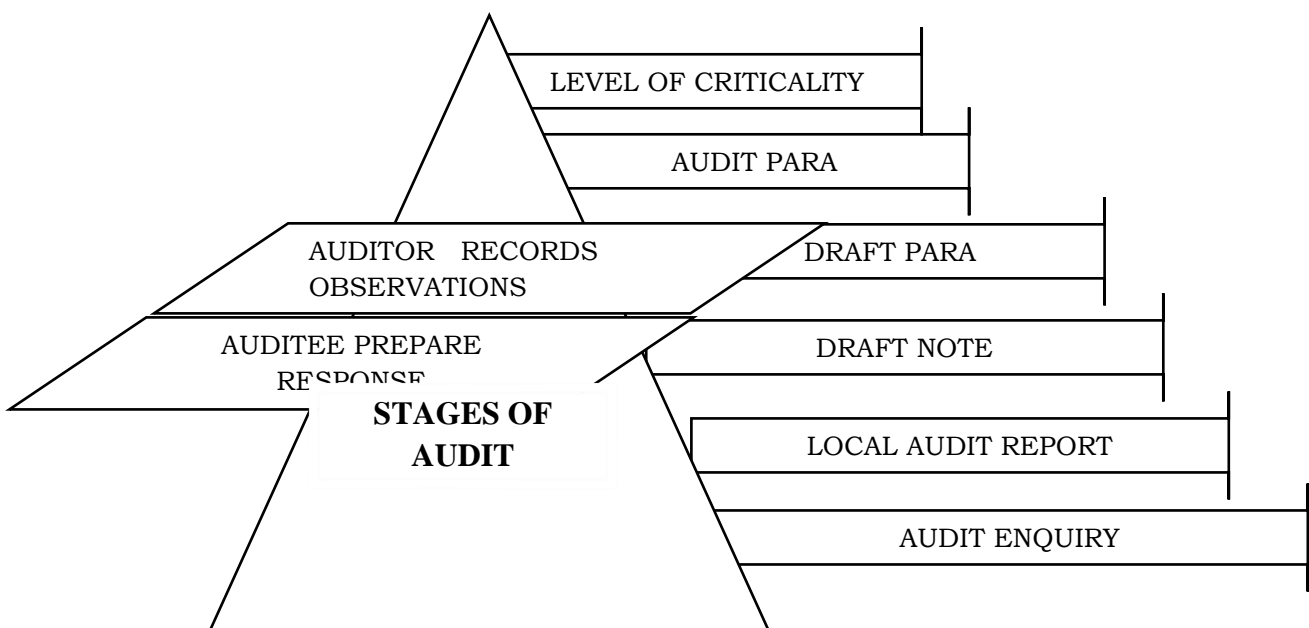 LEVEL OF CRITICALITY
AUDIT PARA
AUDITOR RECORDS
OBSERVATIONS
DRAFT PARA
AUDITEE PREPARE
RESPONSE
DRAFT NOTE
STAGES OF
AUDIT
LOCAL AUDIT REPORT
AUDIT ENQUIRY